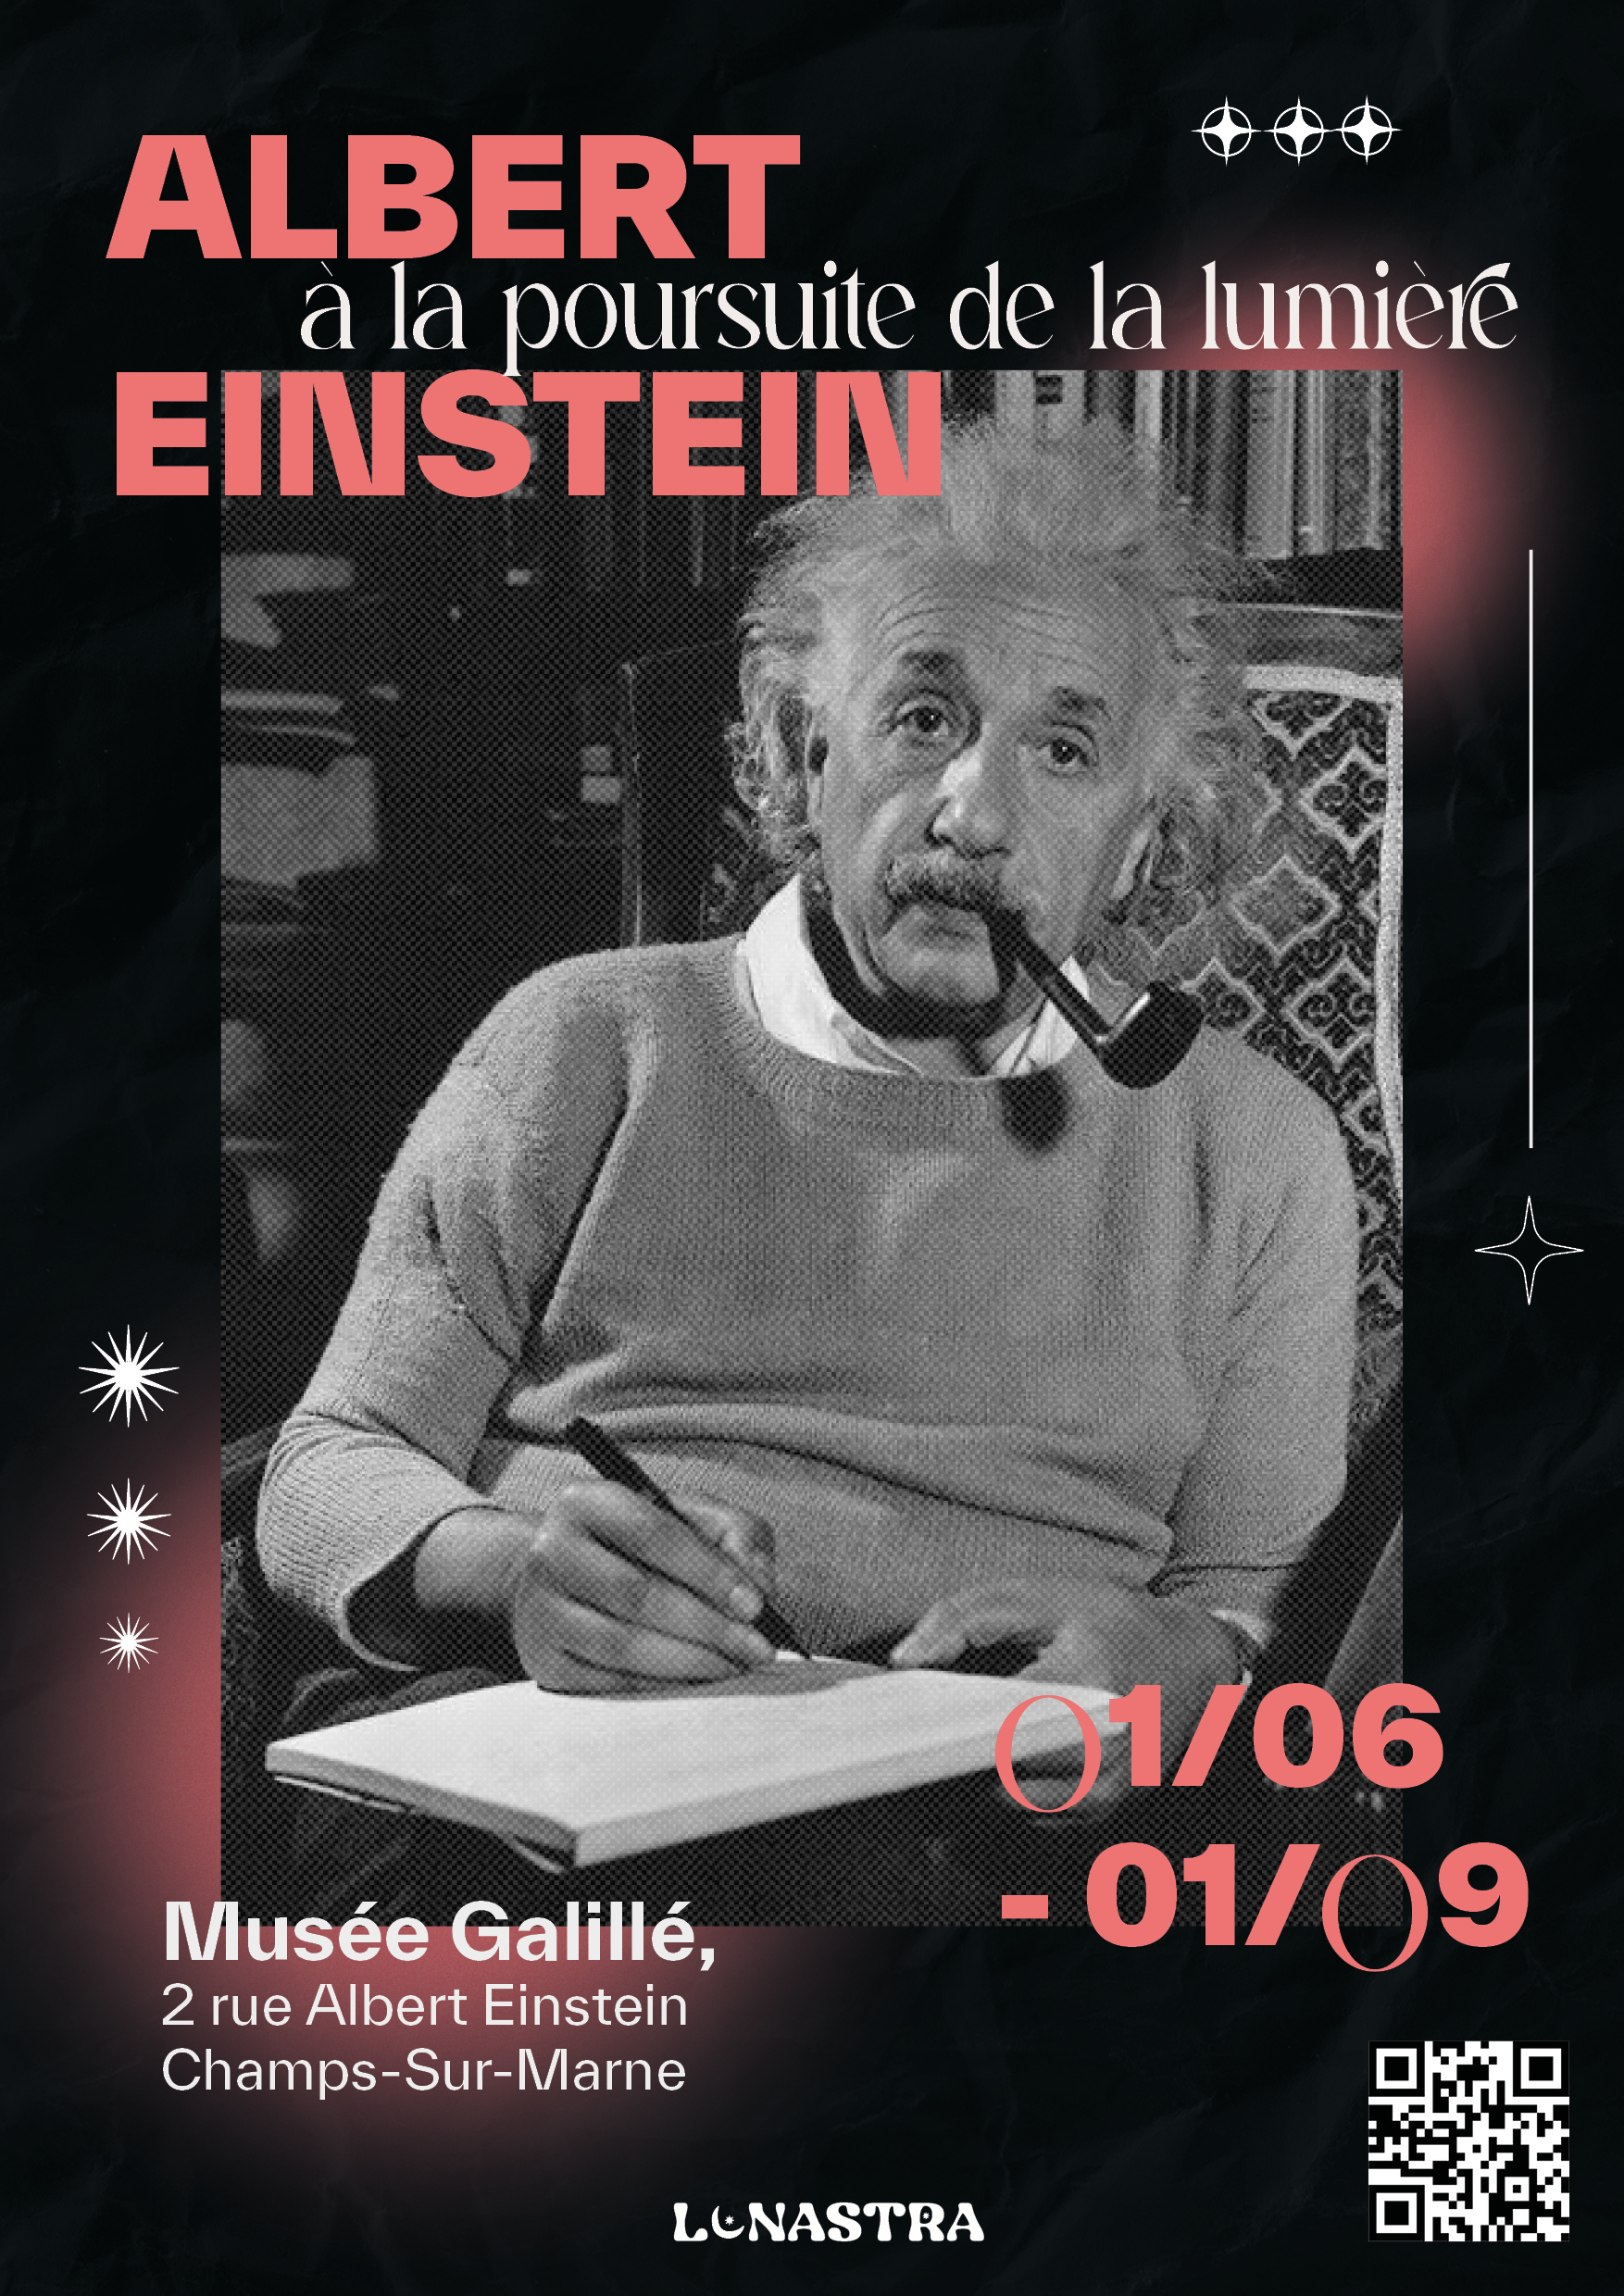 ALBERT
à la poursuite de la lumière
EINSTEIN
01/06
- 01/09
Musée Galillé,
2 rue Albert Einstein
Champs-Sur-Marne
LUNASTRA